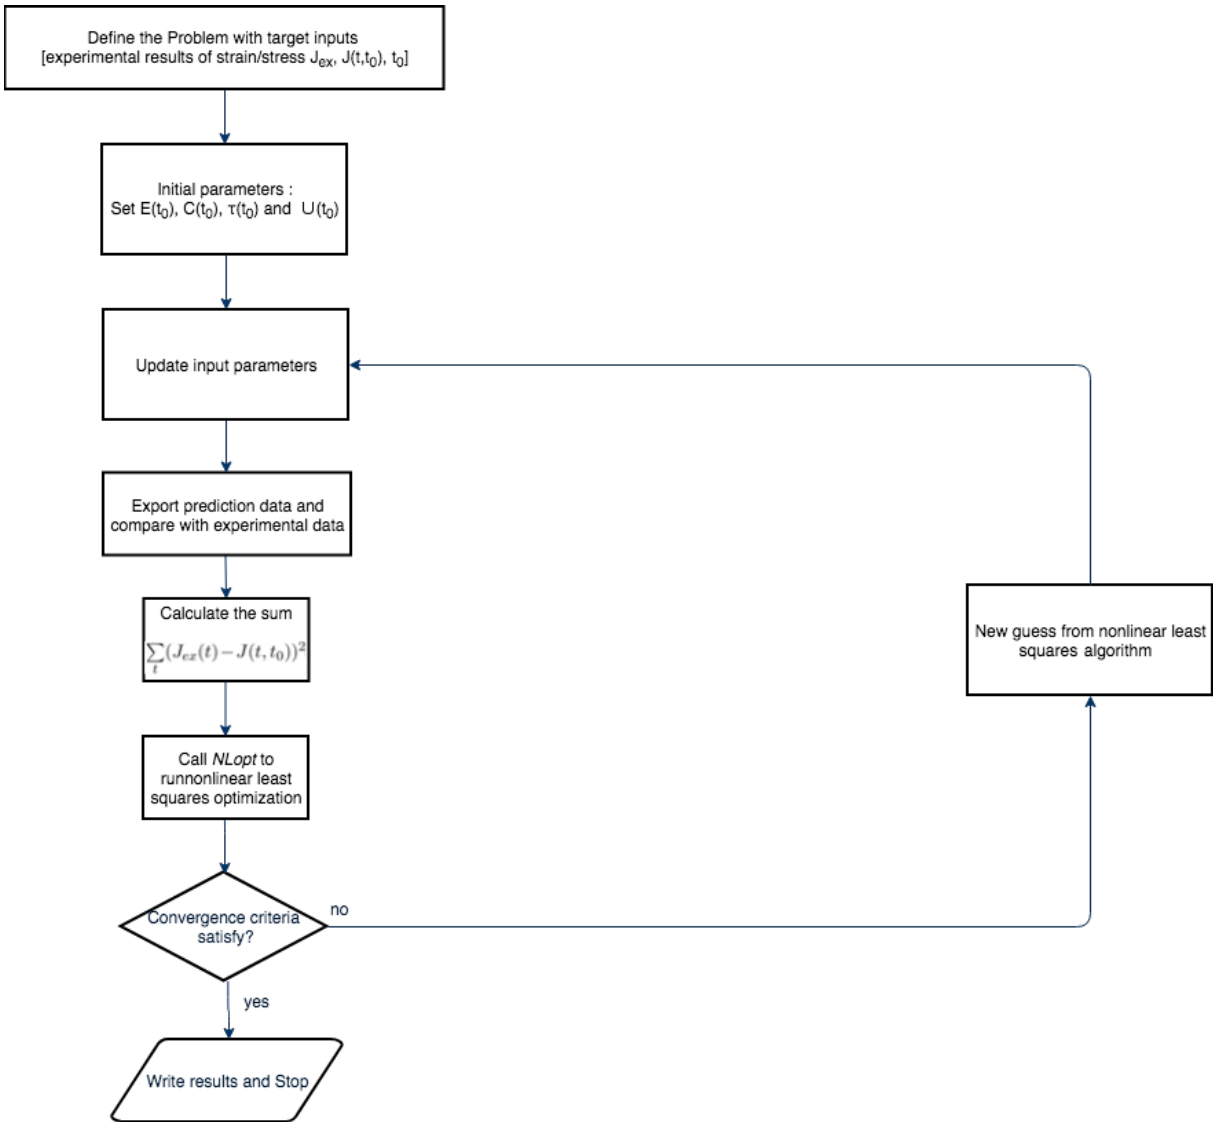 Define the Problem with target inputs
[experimental results of strain/stress Jex, J(t,t0), t0]
Initial parameters :
Set E(t0), C(t0), τ(t0) and U(t0)
Update input parameters
Export prediction data and
compare with experimental data
Calculate the sum
∑t(Jex(t)−J(t,t0))²
Call NLopt to
runnonlinear least
squares optimization
Convergence criteria
satisfy?
no
yes
Write results and Stop
New guess from nonlinear least
squares algorithm